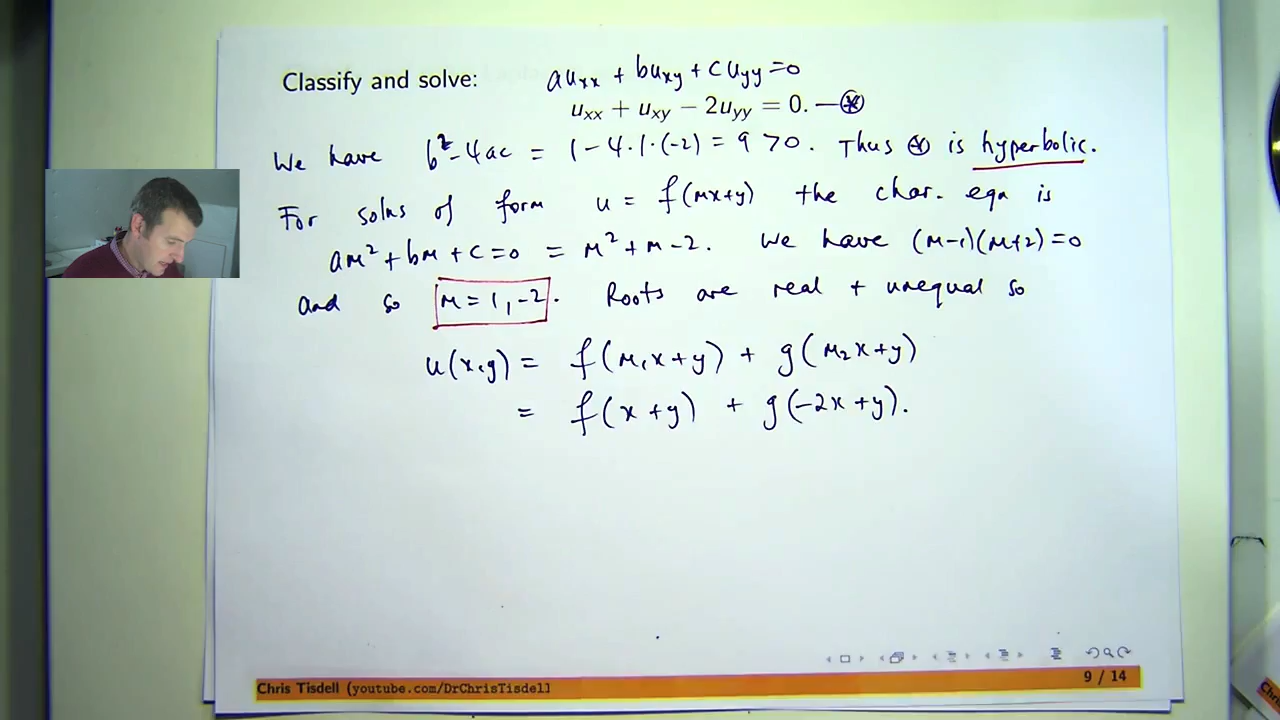 Classify and solve: au_xx + bu_xy + cu_yy = 0
u_xx + u_xy − 2u_yy = 0. —⊛
We have b² - 4ac = 1 - 4·1·(-2) = 9 > 0. Thus ⊛ is hyperbolic.
For solns of form u = f(mx+y) the char. eqn is
am² + bm + c = 0 = m² + m - 2. We have (m-1)(m+2) = 0
and so m = 1, -2. Roots are real + unequal so
u(x,y) = f(m₁x+y) + g(m₂x+y)
= f(x+y) + g(-2x+y).
9 / 14
Chris Tisdell (youtube.com/DrChrisTisdell